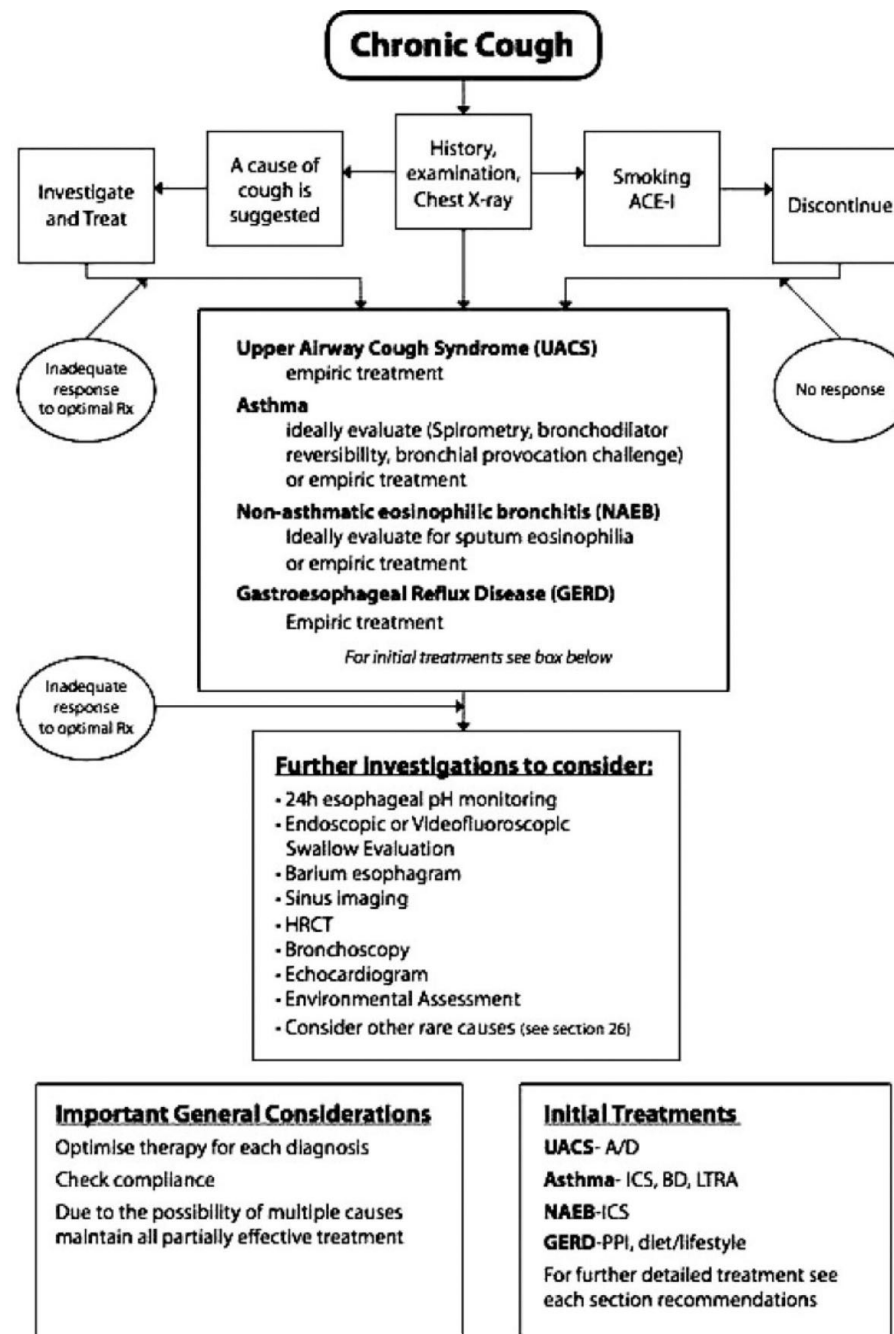 Chronic Cough
Investigate
and Treat
A cause of
cough is
suggested
History,
examination,
Chest X-ray
Smoking
ACE-I
Discontinue
Inadequate
response
to optimal Rx
No response
Upper Airway Cough Syndrome (UACS)
empiric treatment
Asthma
ideally evaluate (Spirometry, bronchodilator
reversibility, bronchial provocation challenge)
or empiric treatment
Non-asthmatic eosinophilic bronchitis (NAEB)
Ideally evaluate for sputum eosinophilia
or empiric treatment
Gastroesophageal Reflux Disease (GERD)
Empiric treatment
For initial treatments see box below
Inadequate
response
to optimal Rx
Further Investigations to consider:
- 24h esophageal pH monitoring
- Endoscopic or Videofluoroscopic
Swallow Evaluation
- Barium esophagram
- Sinus imaging
- HRCT
- Bronchoscopy
- Echocardiogram
- Environmental Assessment
- Consider other rare causes (see section 26)
Important General Considerations
Optimise therapy for each diagnosis
Check compliance
Due to the possibility of multiple causes
maintain all partially effective treatment
Initial Treatments
UACS- A/D
Asthma- ICS, BD, LTRA
NAEB-ICS
GERD-PPI, diet/lifestyle
For further detailed treatment see
each section recommendations